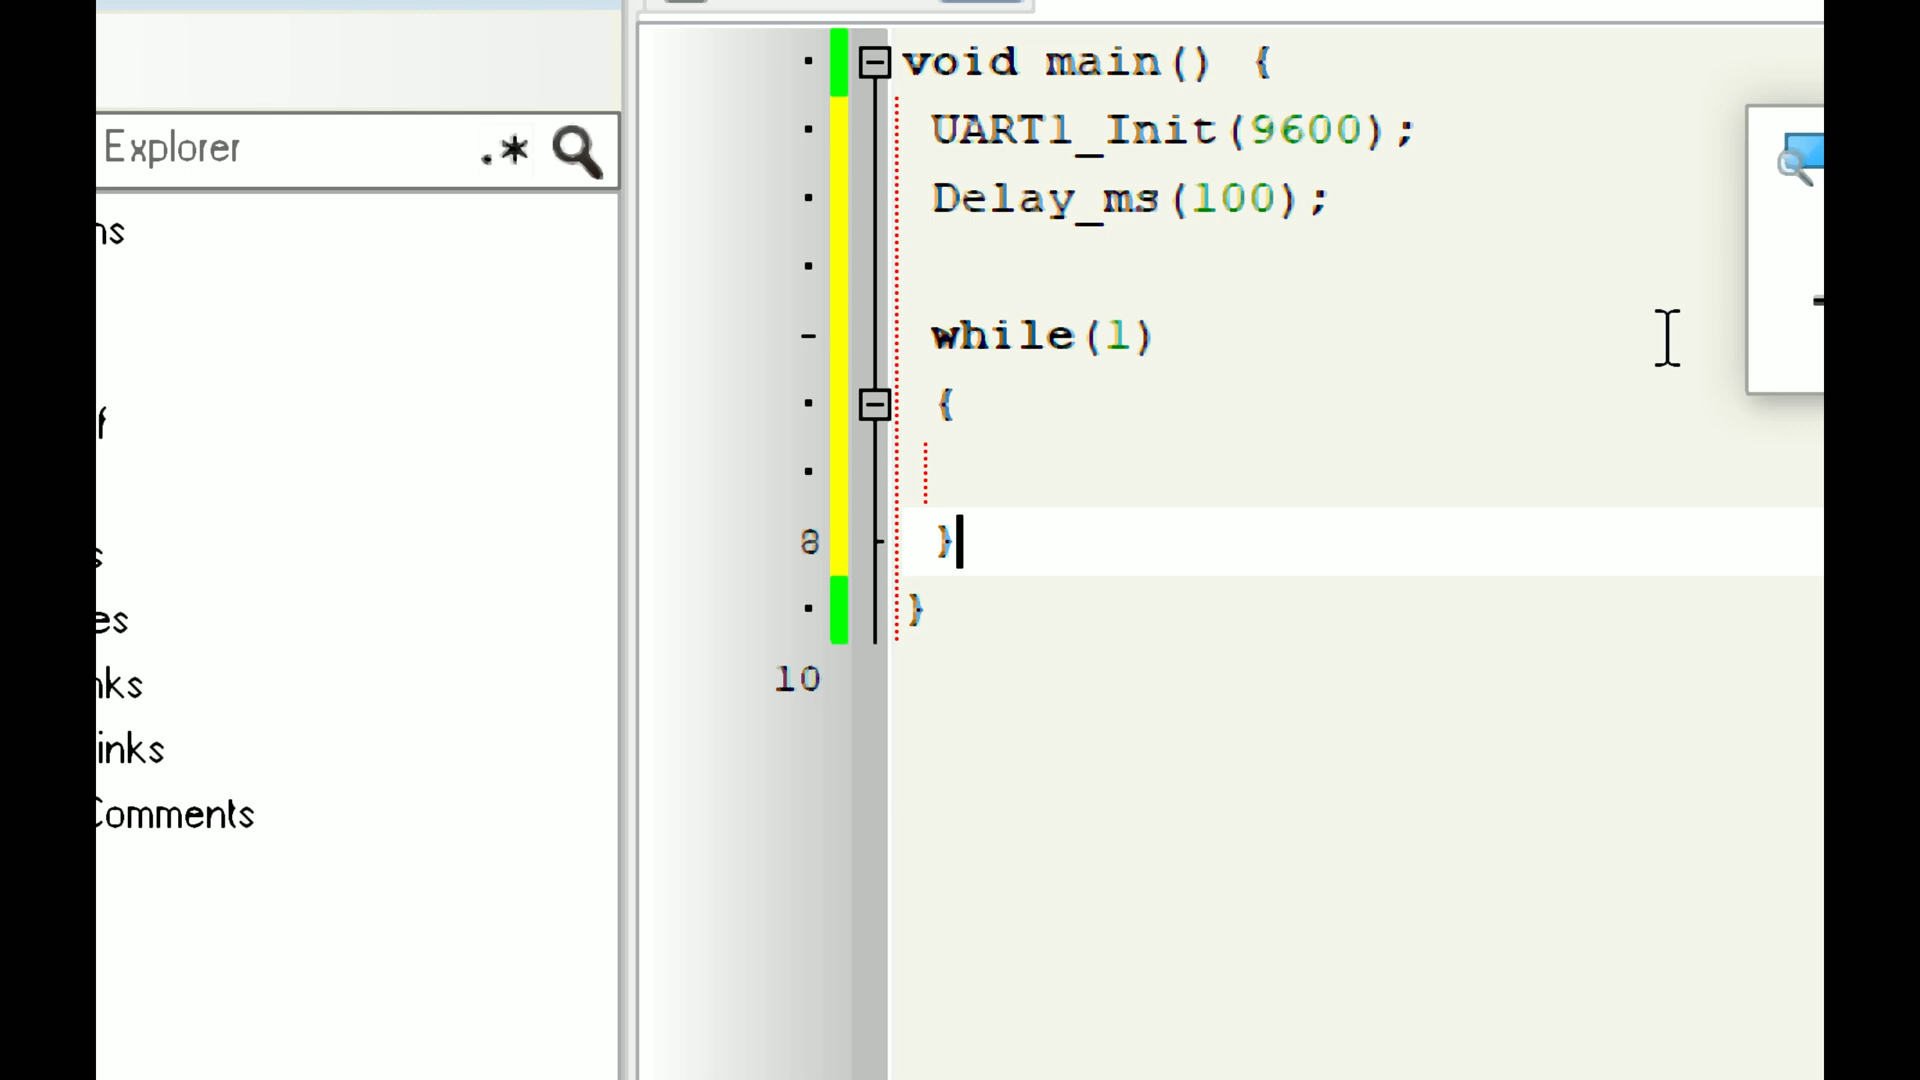 Explorer .*
ns
f
s
es
nks
inks
Comments
void main() {
UART1_Init(9600);
Delay_ms(100);
while(1)
{
8 }
}
10